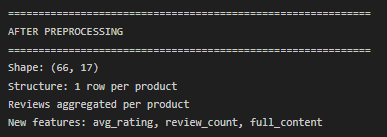 ============================================================
AFTER PREPROCESSING
============================================================
Shape: (66, 17)
Structure: 1 row per product
Reviews aggregated per product
New features: avg_rating, review_count, full_content